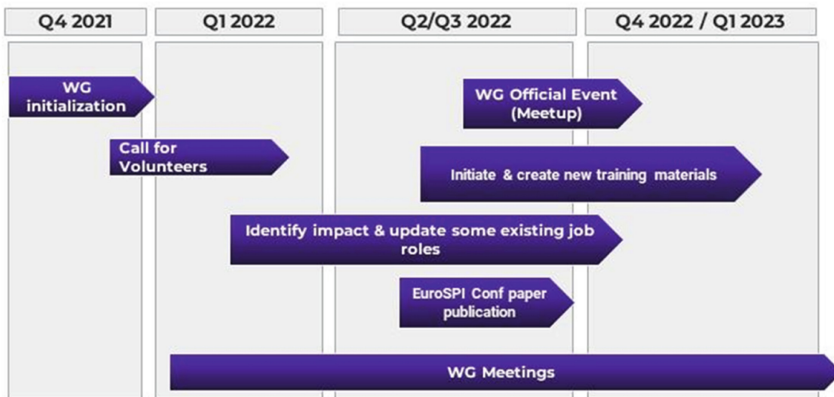 Q4 2021
Q1 2022
Q2/Q3 2022
Q4 2022 / Q1 2023
WG
initialization
WG Official Event
(Meetup)
Call for
Volunteers
Initiate & create new training materials
Identify impact & update some existing job
roles
EuroSPI Conf paper
publication
WG Meetings